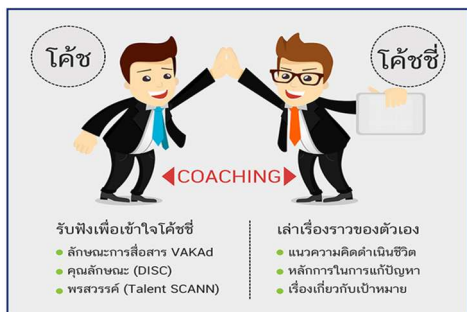 โค้ช
โค้ชชี่
COACHING
รับฟังเพื่อเข้าใจโค้ชชี่
ลักษณะการสื่อสาร VAKAd
คุณลักษณะ (DISC)
พรสวรรค์ (Talent SCANN)
เล่าเรื่องราวของตัวเอง
แนวความคิดดำเนินชีวิต
หลักการในการแก้ปัญหา
เรื่องเกี่ยวกับเป้าหมาย